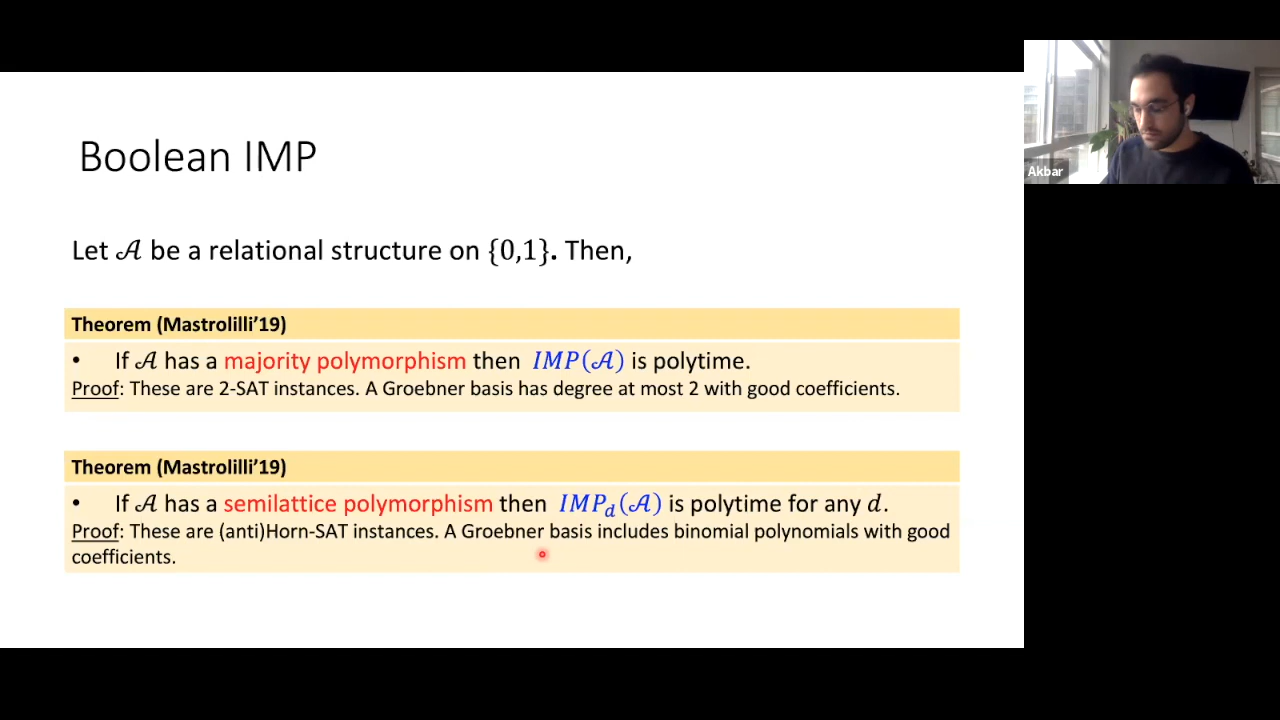 Boolean IMP
Let 𝒜 be a relational structure on {0,1}. Then,
Theorem (Mastrolilli’19)
• If 𝒜 has a majority polymorphism then IMP(𝒜) is polytime.
Proof: These are 2-SAT instances. A Groebner basis has degree at most 2 with good coefficients.
Theorem (Mastrolilli’19)
• If 𝒜 has a semilattice polymorphism then IMP_d(𝒜) is polytime for any d.
Proof: These are (anti)Horn-SAT instances. A Groebner basis includes binomial polynomials with good
coefficients.
Akbar